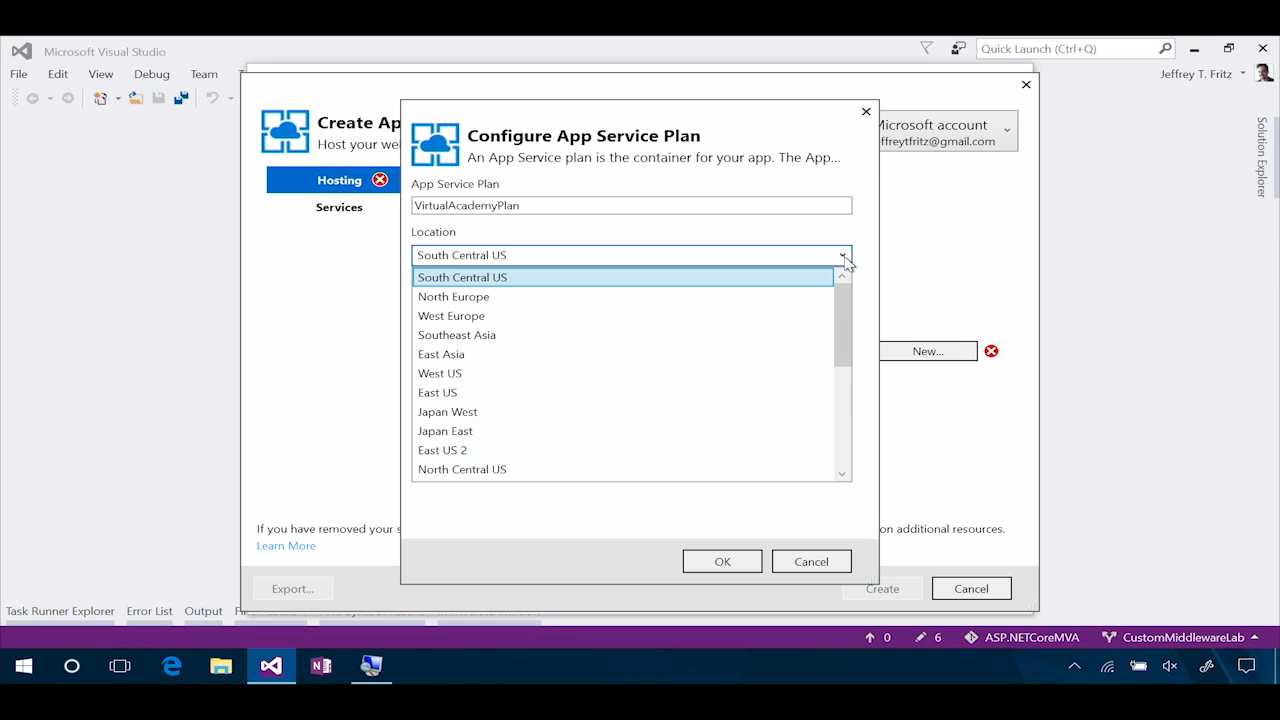 Microsoft Visual Studio
Quick Launch (Ctrl+Q)
File Edit View Debug Team
Jeffrey T. Fritz
Solution Explorer
Create Ap
Host your we
Microsoft account
ffreytfritz@gmail.com
Hosting
Services
Configure App Service Plan
An App Service plan is the container for your app. The App...
App Service Plan
VirtualAcademyPlan
Location
South Central US
South Central US
North Europe
West Europe
Southeast Asia
East Asia
West US
East US
Japan West
Japan East
East US 2
North Central US
New...
If you have removed your s
on additional resources.
Learn More
OK
Cancel
Export...
Create
Cancel
Task Runner Explorer Error List Output
0
6
ASP.NETCoreMVA
CustomMiddlewareLab